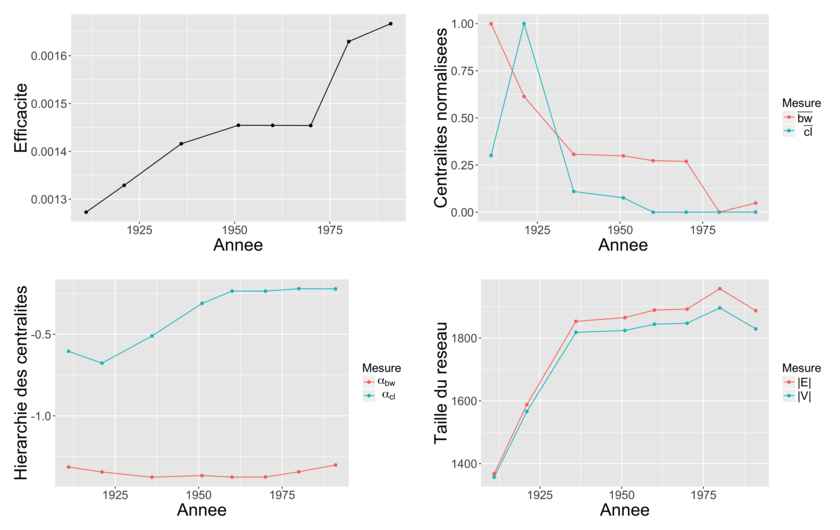 Efficacite
0.0016
0.0015
0.0014
0.0013
1925
1950
1975
Annee
Centralites normalisees
1.00
0.75
0.50
0.25
0.00
1925
1950
1975
Annee
Mesure
bw
cl
Hierarchie des centralites
-0.5
-1.0
1925
1950
1975
Annee
Mesure
αbw
αcl
Taille du reseau
1800
1600
1400
1925
1950
1975
Annee
Mesure
|E|
|V|